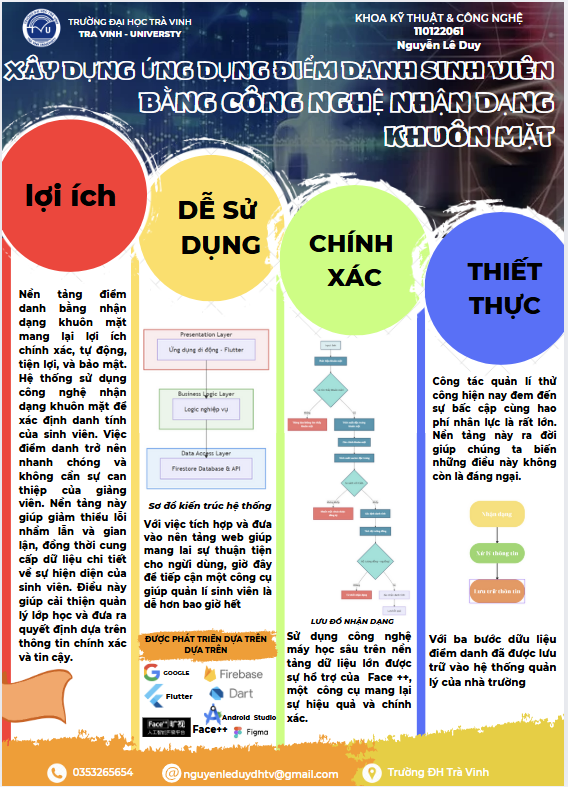 TRƯỜNG ĐẠI HỌC TRÀ VINH
TRA VINH - UNIVERSTY
KHOA KỸ THUẬT & CÔNG NGHỆ
110122061
Nguyễn Lê Duy
XÂY DỰNG ỨNG DỤNG ĐIỂM DANH SINH VIÊN
BẰNG CÔNG NGHỆ NHẬN DẠNG
KHUÔN MẶT
lợi ích
Nền tảng điểm
danh bằng nhận
dạng khuôn mặt
mang lại lợi ích
chính xác, tự động,
tiện lợi, và bảo mật.
Hệ thống sử dụng
công nghệ nhận
dạng khuôn mặt để
xác định danh tính
của sinh viên. Việc
điểm danh trở nên
nhanh chóng và
không cần sự can
thiệp của giảng
viên. Nền tảng này
giúp giảm thiểu lỗi
nhầm lẫn và gian
lận, đồng thời cung
cấp dữ liệu chi tiết
về sự hiện diện của
sinh viên. Điều này
giúp cải thiện quản
lý lớp học và đưa ra
quyết định dựa trên
thông tin chính xác
và tin cậy.
DỄ Sử
DỤNG
Presentation Layer
Ứng dụng di động - Flutter
Business Logic Layer
Logic nghiệp vụ
Data Access Layer
Firestore Database & API
Sơ đồ kiến trúc hệ thống
Với việc tích hợp và đưa
vào nên tảng web giúp
mang lai sự thuận tiện
cho ngừi dùng, giờ đây
để tiếp cận một công cụ
giúp quản lí sinh viên là
dễ hơn bao giờ hết
ĐƯỢC PHÁT TRIỂN DỰA TRÊN
DỰA TRÊN
GOOGLE
Firebase
Flutter
Dart
Android Studio
Face++
Figma
CHÍNH
XÁC
LƯU ĐỒ NHẬN DẠNG
Sử dụng công nghệ
máy học sâu trên nền
tảng dữ liệu lớn được
sự hổ trợ của Face ++,
một công cụ mang lại
sự hiệu quả và chính
xác.
THIẾT
THỰC
Công tác quản lí thử
công hiện nay đem đến
sự bấc cập cùng hao
phí nhân lực là rất lớn.
Nền tảng này ra đời
giúp chúng ta biến
những điều này không
còn là đáng ngại.
Nhận dạng
Xử lí thông tin
Lưu trữ thôn tin
Với ba bước dữu liệu
điểm danh đã được lưu
trữ vào hệ thống quản
lý của nhà trường
0353265654
nguyenleduydhtv@gmail.com
Trường ĐH Trà Vinh